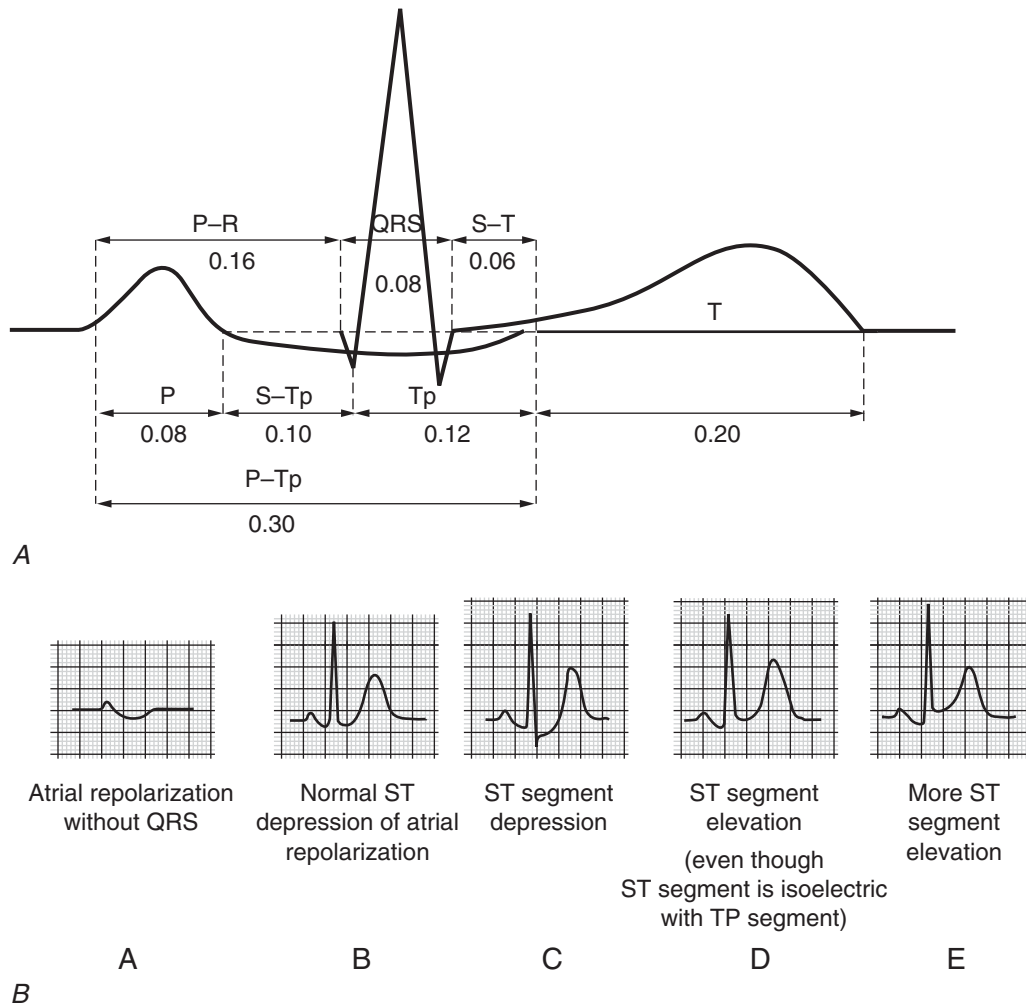 P–R QRS S–T
0.16 0.08 0.06
T
P S–Tp Tp
0.08 0.10 0.12 0.20
P–Tp
0.30
A
Atrial repolarization
without QRS
Normal ST
depression of atrial
repolarization
ST segment
depression
ST segment
elevation
(even though
ST segment is isoelectric
with TP segment)
More ST
segment
elevation
A B C D E
B